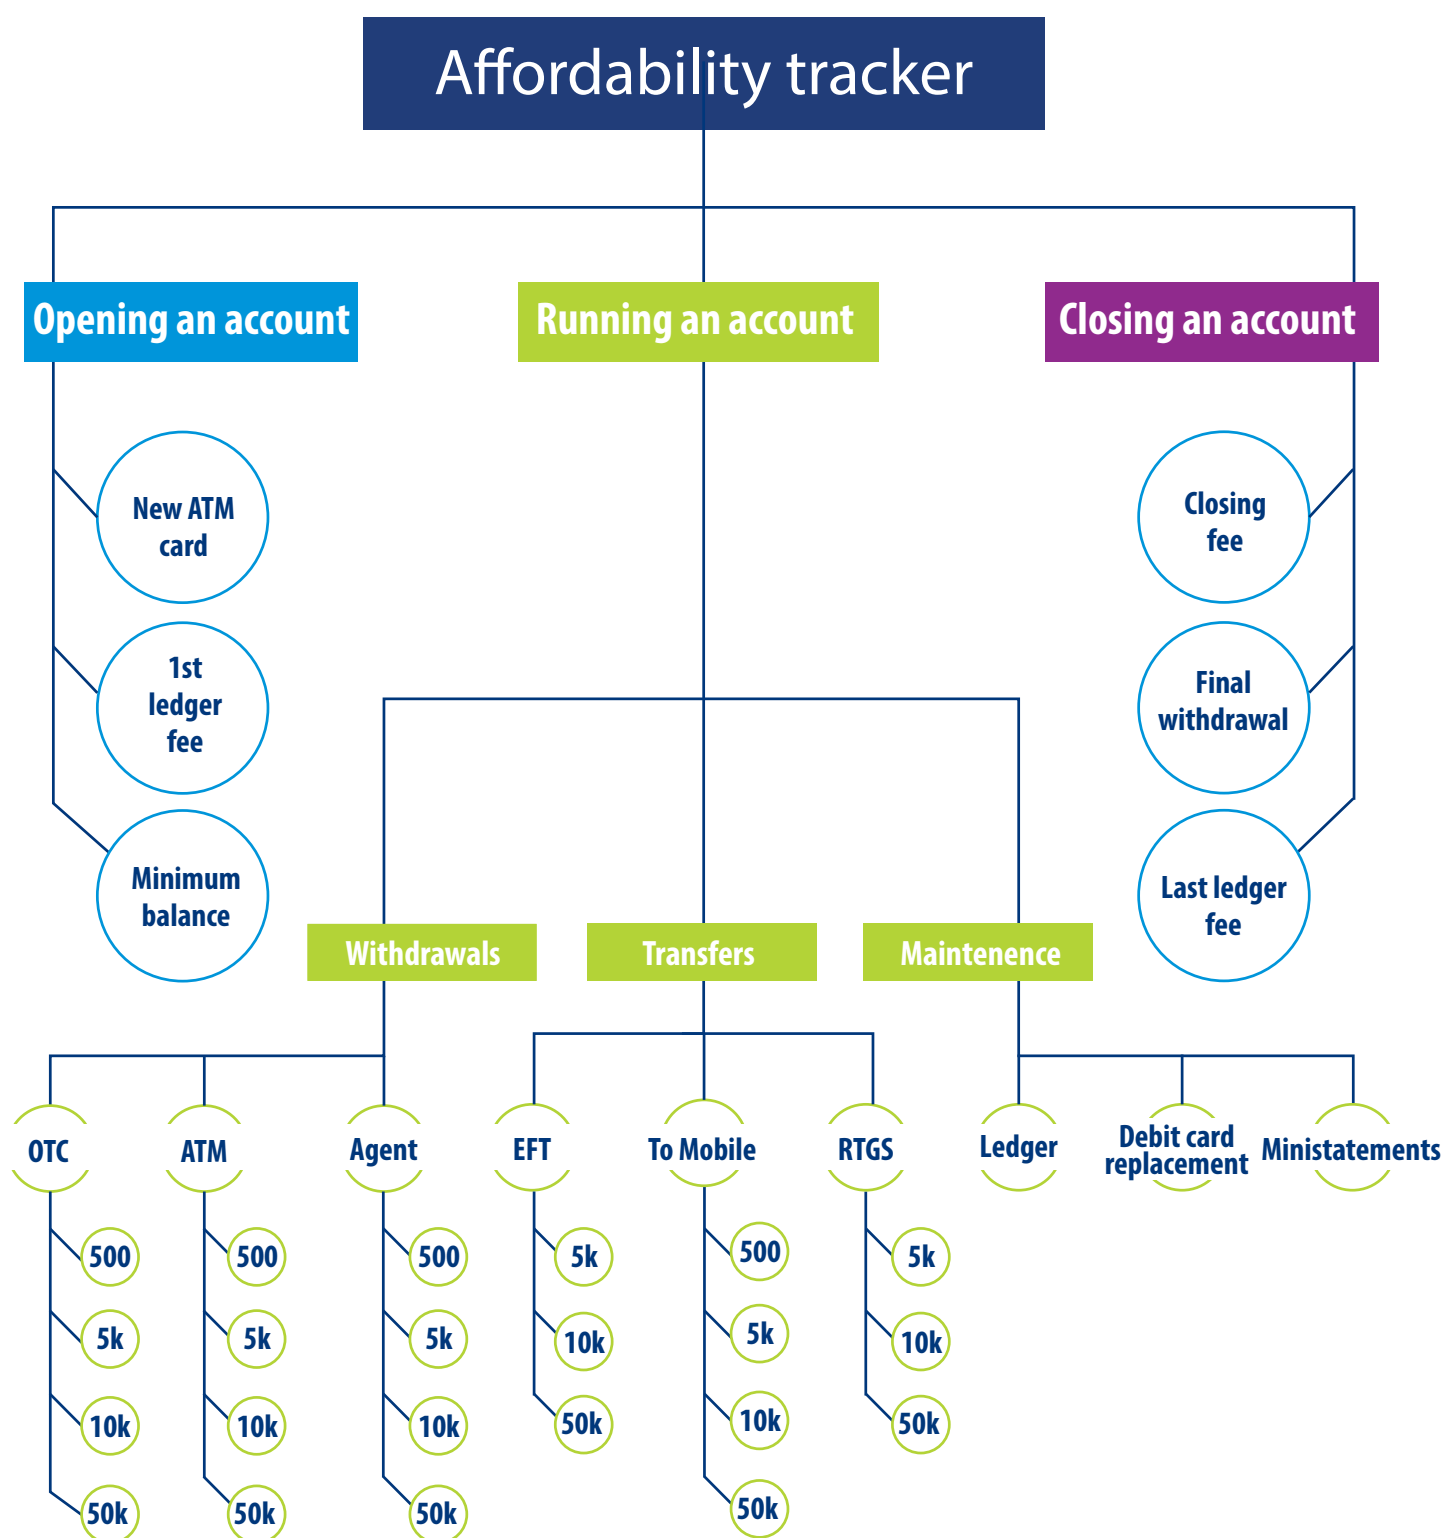 Affordability tracker
Opening an account
Running an account
Closing an account
New ATM
card
1st
ledger
fee
Minimum
balance
Closing
fee
Final
withdrawal
Last ledger
fee
Withdrawals
Transfers
Maintenence
OTC
ATM
Agent
EFT
To Mobile
RTGS
Ledger
Debit card
replacement
Ministatements
500
5k
10k
50k
500
5k
10k
50k
500
5k
10k
50k
5k
10k
50k
500
5k
10k
50k
5k
10k
50k